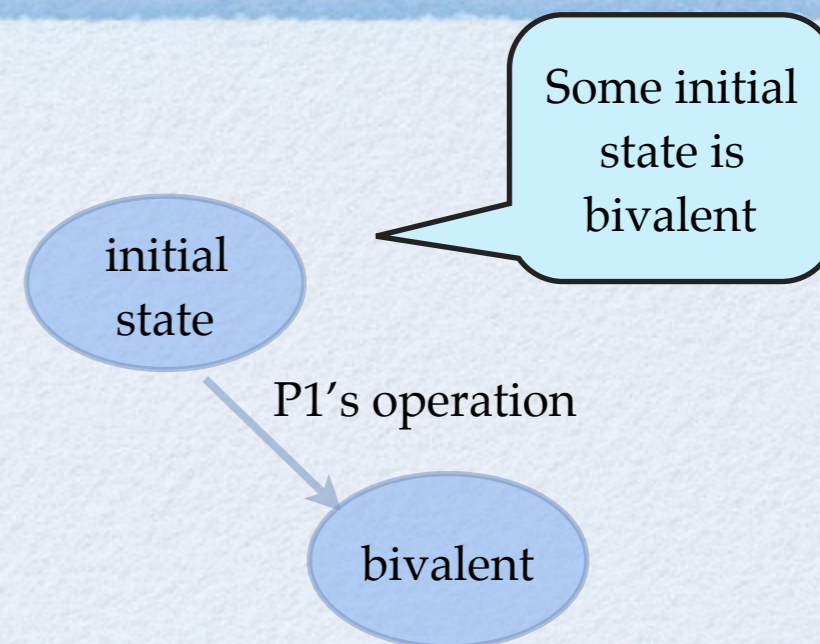 Some initial
state is
bivalent
initial
state
P1’s operation
bivalent